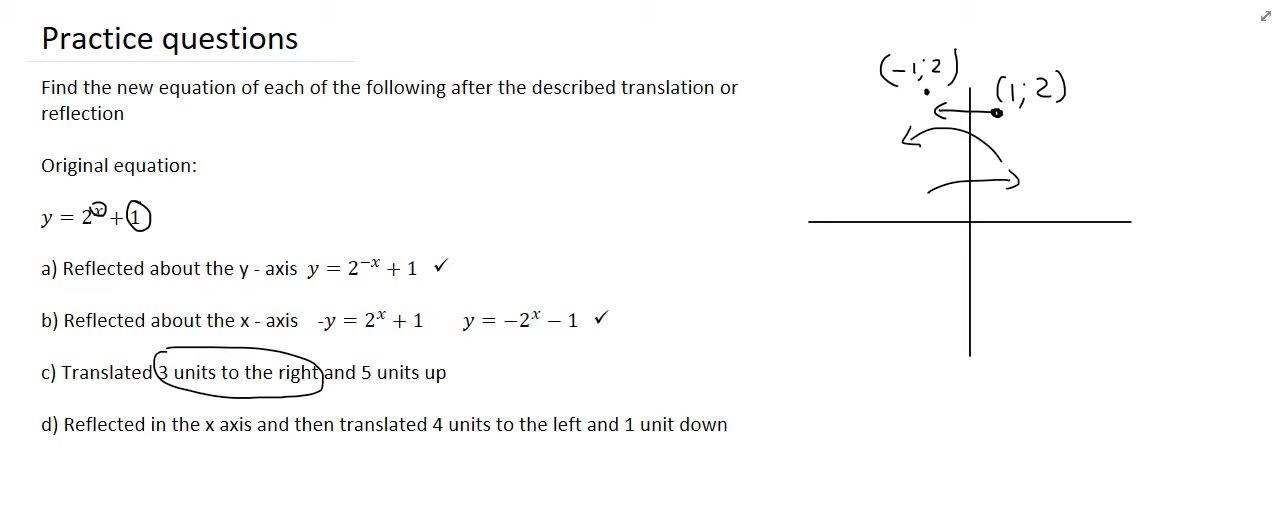 Practice questions
Find the new equation of each of the following after the described translation or
reflection
Original equation:
y = 2ˣ + 1
a) Reflected about the y - axis y = 2⁻ˣ + 1 ✓
b) Reflected about the x - axis -y = 2ˣ + 1 y = −2ˣ − 1 ✓
c) Translated 3 units to the right and 5 units up
d) Reflected in the x axis and then translated 4 units to the left and 1 unit down
(-1;2)
(1;2)